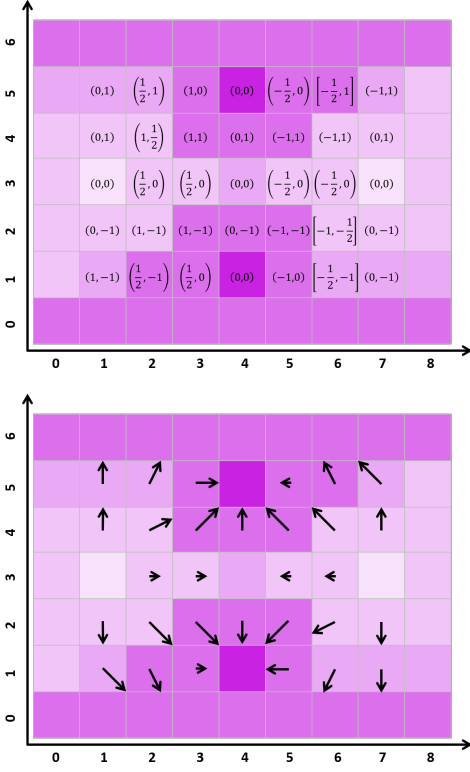 6
5 (0,1) (1/2,1) (1,0) (0,0) (−1/2,0) [−1/2,1] (−1,1)
4 (0,1) (1,1/2) (1,1) (0,1) (−1,1) (−1,1) (0,1)
3 (0,0) (1/2,0) (1/2,0) (0,0) (−1/2,0) (−1/2,0) (0,0)
2 (0,−1) (1,−1) (1,−1) (0,−1) (−1,−1) [−1,−1/2] (0,−1)
1 (1,−1) (1/2,−1) (1/2,0) (0,0) (−1,0) [−1/2,−1] (0,−1)
0
0 1 2 3 4 5 6 7 8
6
5
4
3
2
1
0
0 1 2 3 4 5 6 7 8